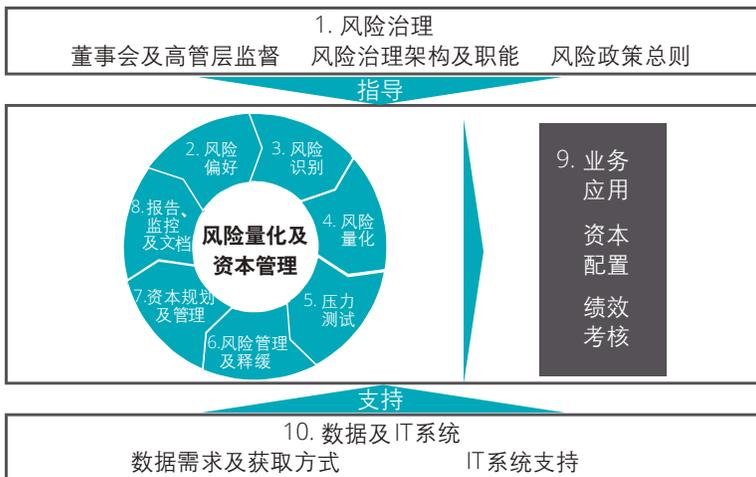 1. 风险治理
董事会及高管层监督 风险治理架构及职能 风险政策总则
指导
2. 风险
偏好
3. 风险
识别
4. 风险
量化
5. 压力
测试
6.风险管理
及释缓
7.资本规划
及管理
8.报告、
监控
及文档
风险量化及
资本管理
9. 业务
应用
资本
配置
绩效
考核
支持
10. 数据及IT系统
数据需求及获取方式 IT系统支持